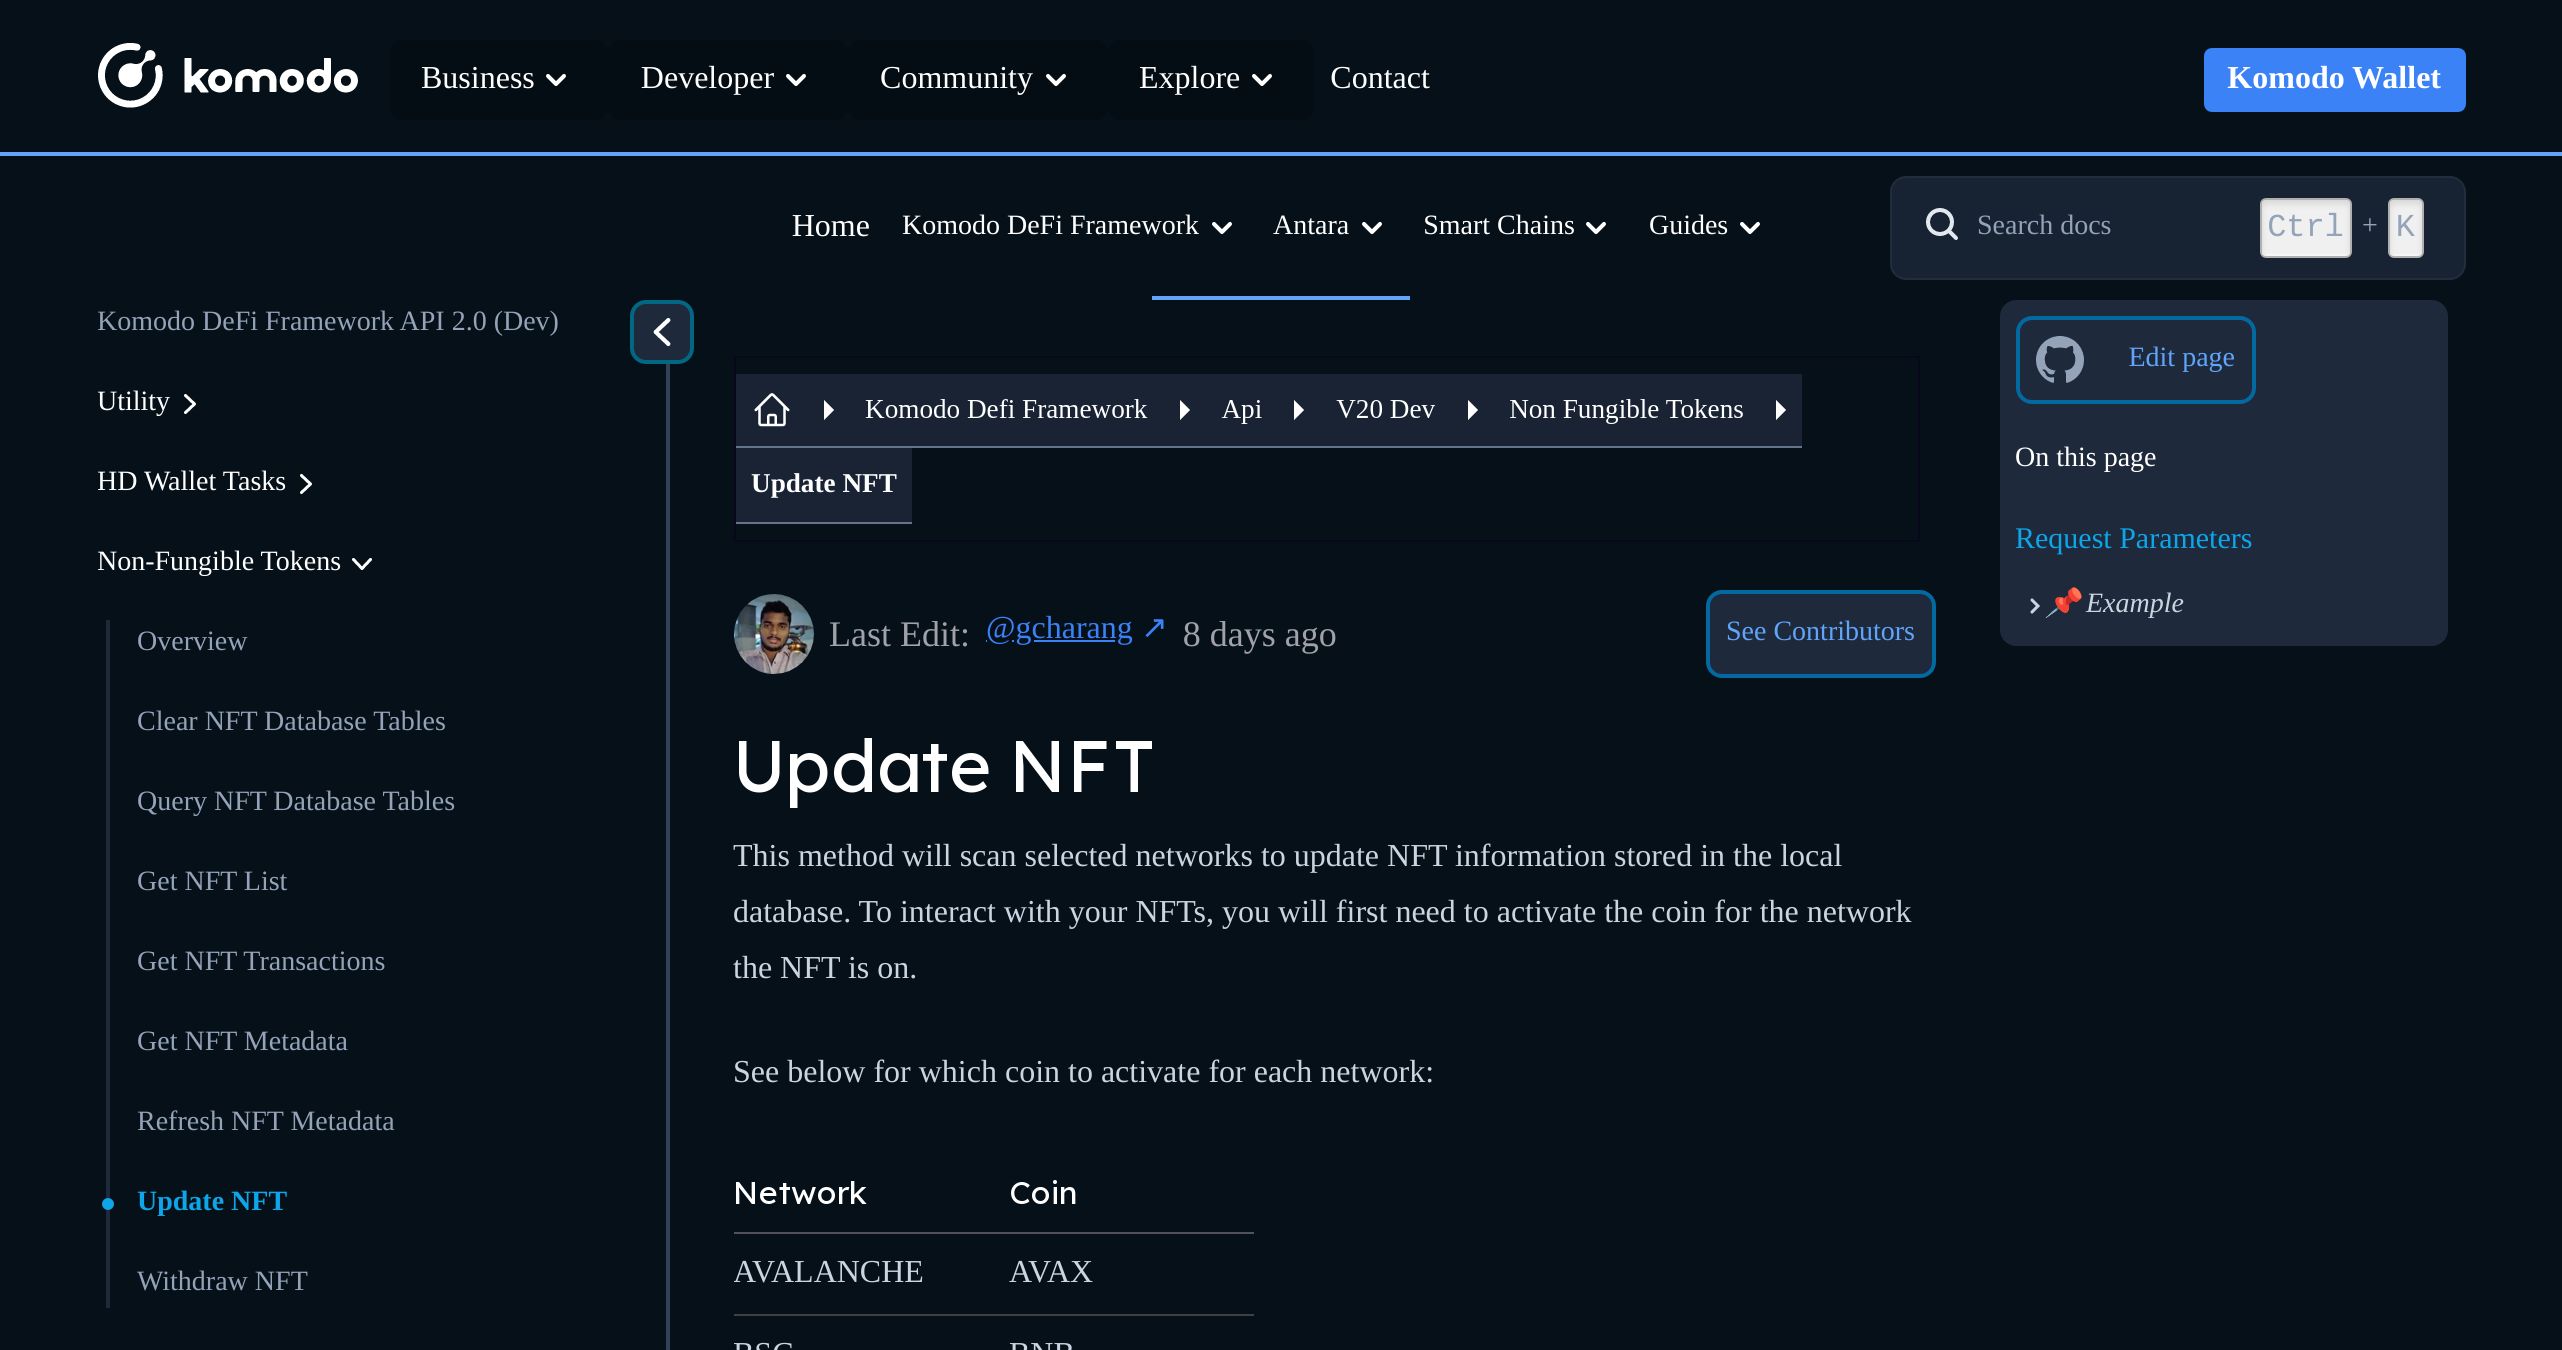 komodo Business Developer Community Explore Contact Komodo Wallet
Home Komodo DeFi Framework Antara Smart Chains Guides Search docs Ctrl + K
Komodo DeFi Framework API 2.0 (Dev)
Utility
HD Wallet Tasks
Non-Fungible Tokens
Overview
Clear NFT Database Tables
Query NFT Database Tables
Get NFT List
Get NFT Transactions
Get NFT Metadata
Refresh NFT Metadata
Update NFT
Withdraw NFT
Komodo Defi Framework Api V20 Dev Non Fungible Tokens
Update NFT
Last Edit: @gcharang ↗ 8 days ago See Contributors
Update NFT
This method will scan selected networks to update NFT information stored in the local
database. To interact with your NFTs, you will first need to activate the coin for the network
the NFT is on.
See below for which coin to activate for each network:
Network Coin
AVALANCHE AVAX
BSC BNB
Edit page
On this page
Request Parameters
📌 Example